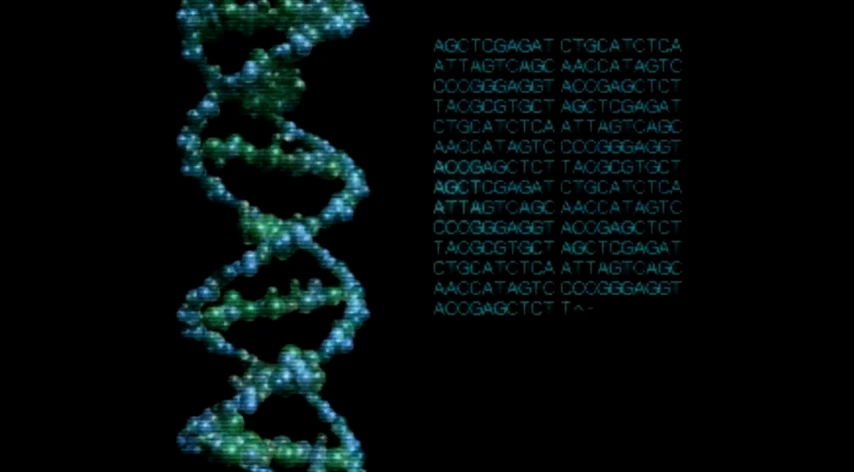 AGCTCGAGAT CTGCATCTCA
ATTAGTCAGC AACCATAGTC
CCCGGGAGGT ACCGAGCTCT
TACGCGTGCT AGCTCGAGAT
CTGCATCTCA ATTAGTCAGC
AACCATAGTC CCCGGGAGGT
ACCGAGCTCT TACGCGTGCT
AGCTCGAGAT CTGCATCTCA
ATTAGTCAGC AACCATAGTC
CCCGGGAGGT ACCGAGCTCT
TACGCGTGCT AGCTCGAGAT
CTGCATCTCA ATTAGTCAGC
AACCATAGTC CCCGGGAGGT
ACCGAGCTCT T